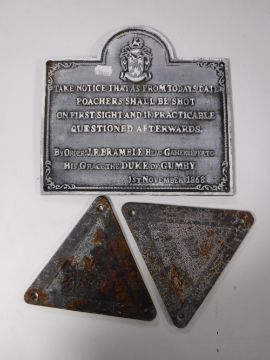 TAKE NOTICE THAT AS FROM TODAYS DATE
POACHERS SHALL BE SHOT
ON FIRST SIGHT AND IF PRACTICABLE
QUESTIONED AFTERWARDS.
BY ORDER: J.R. BRAMBLE HEAD GAMEKEEPER TO
HIS GRACE THE DUKE OF GUMBY.
1ST NOVEMBER 1868